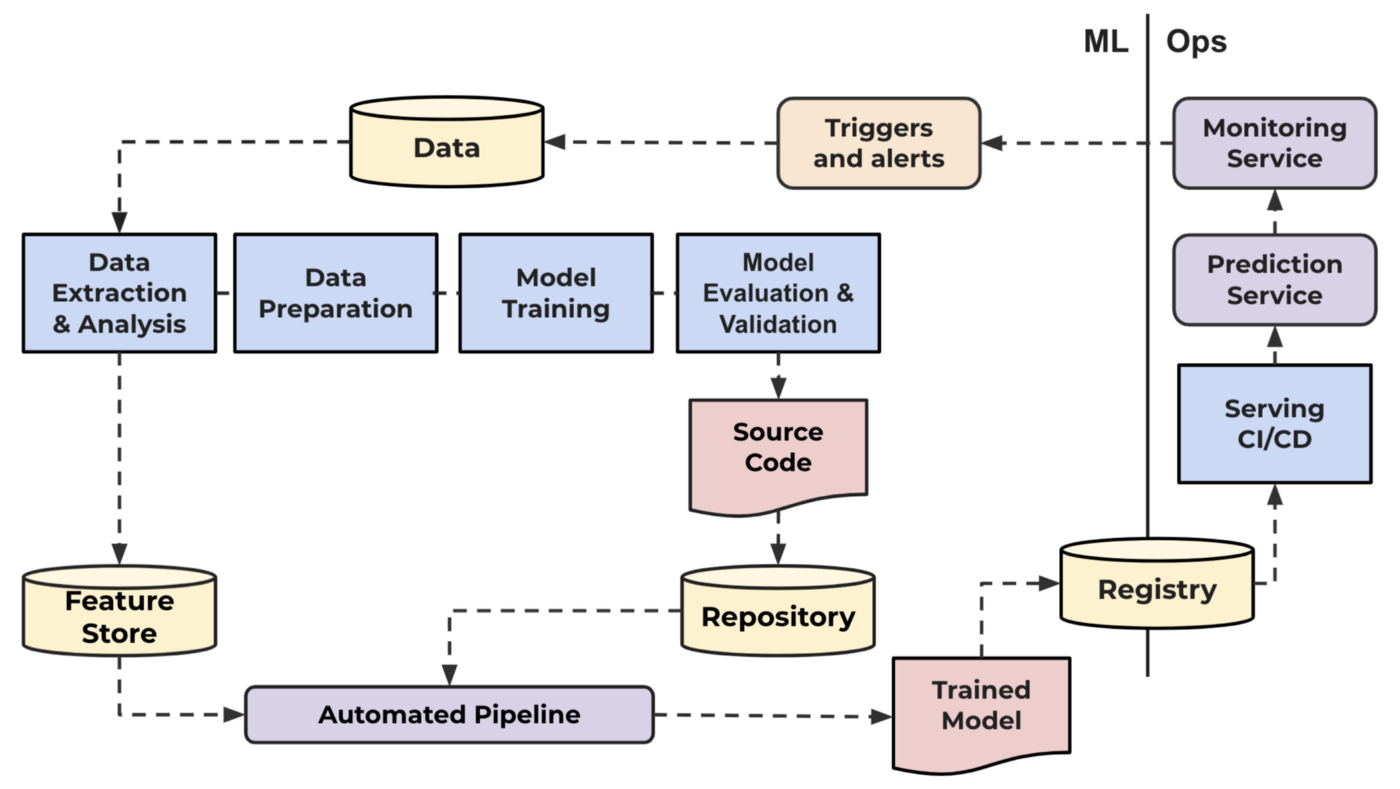 ML
Ops
Data
Triggers
and alerts
Monitoring
Service
Data
Extraction
& Analysis
Data
Preparation
Model
Training
Model
Evaluation &
Validation
Prediction
Service
Source
Code
Serving
CI/CD
Feature
Store
Repository
Registry
Automated Pipeline
Trained
Model